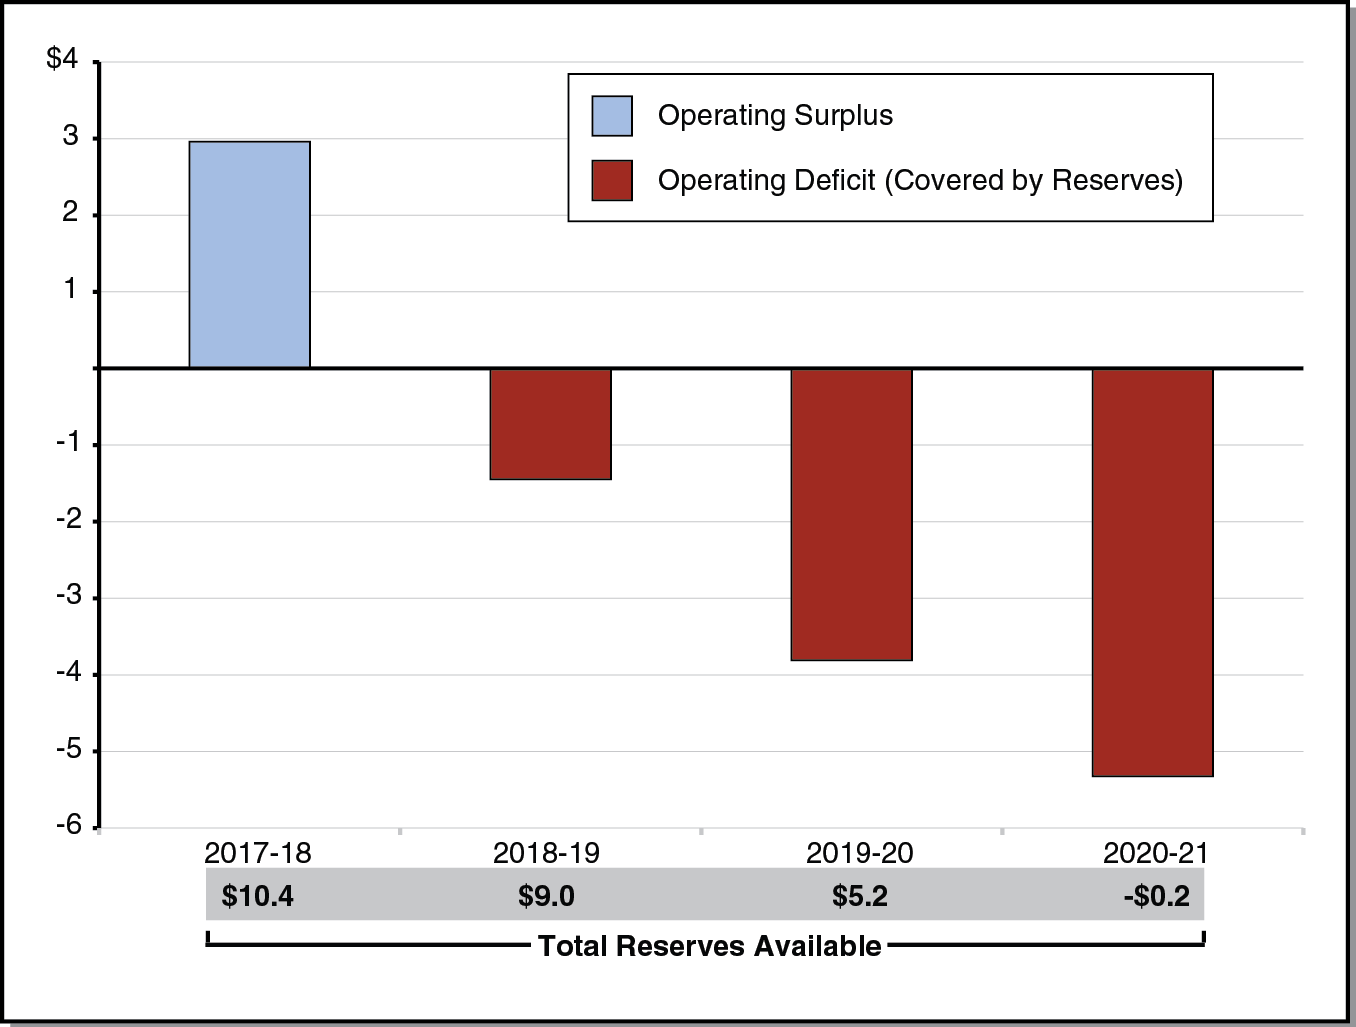 $4
3
2
1
-1
-2
-3
-4
-5
-6
Operating Surplus
Operating Deficit (Covered by Reserves)
2017-18 2018-19 2019-20 2020-21
$10.4 $9.0 $5.2 -$0.2
Total Reserves Available